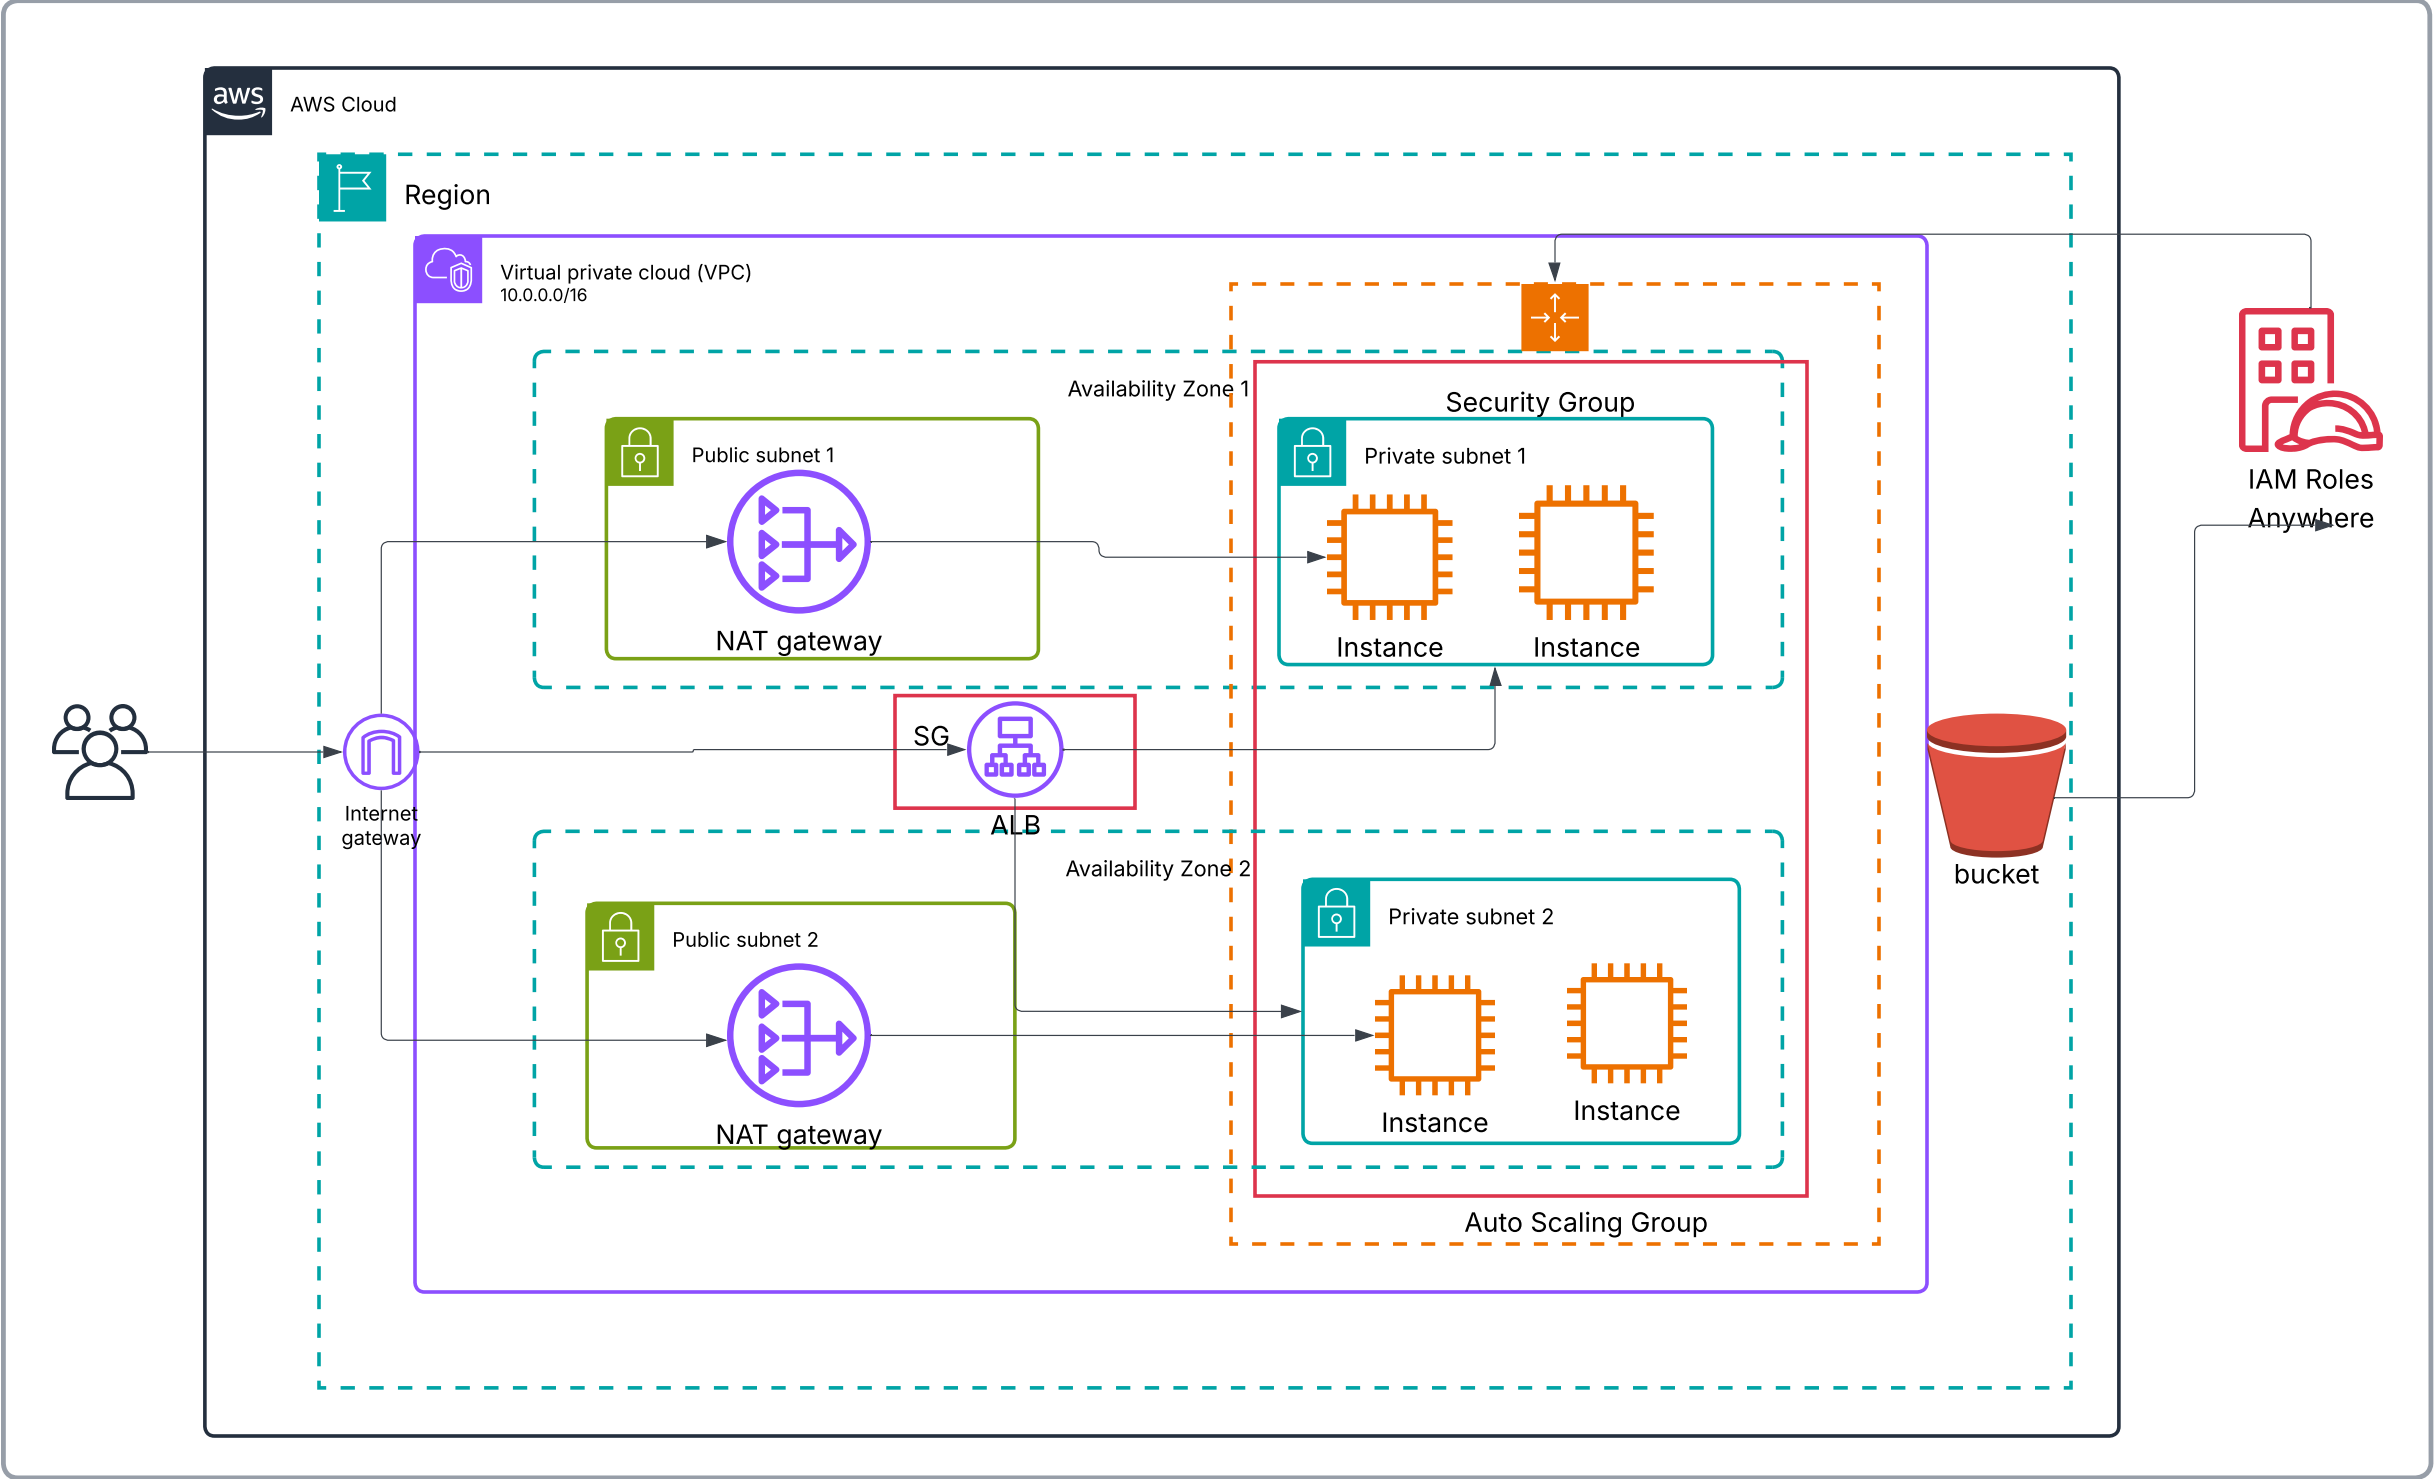 aws
AWS Cloud
Region
Virtual private cloud (VPC)
10.0.0.0/16
Availability Zone 1
Security Group
Public subnet 1
Private subnet 1
IAM Roles
Anywhere
NAT gateway
Instance
Instance
SG
Internet
gateway
ALB
Availability Zone 2
bucket
Public subnet 2
Private subnet 2
NAT gateway
Instance
Instance
Auto Scaling Group